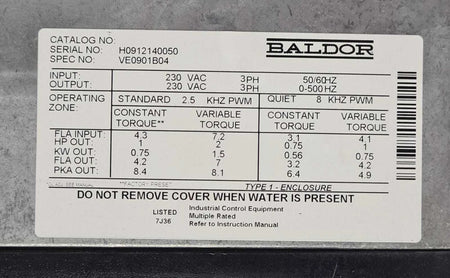 CATALOG NO:
SERIAL NO: H0912140050
SPEC NO: VE0901B04
BALDOR
INPUT: 230 VAC 3PH 50/60HZ
OUTPUT: 230 VAC 3PH 0-500HZ
OPERATING ZONE: STANDARD 2.5 KHZ PWM QUIET 8 KHZ PWM
CONSTANT VARIABLE CONSTANT VARIABLE
TORQUE** TORQUE TORQUE TORQUE
FLA INPUT: 4.3 7.2 3.1 4.1
HP OUT: 1 2 0.75 1
KW OUT: 0.75 1.5 0.56 0.75
FLA OUT: 4.2 7 3.2 4.2
PKA OUT: 8.4 8.1 6.4 4.9
SEE MANUAL **FACTORY PRESET TYPE 1 - ENCLOSURE
DO NOT REMOVE COVER WHEN WATER IS PRESENT
LISTED Industrial Control Equipment
7J36 Multiple Rated
Refer to Instruction Manual